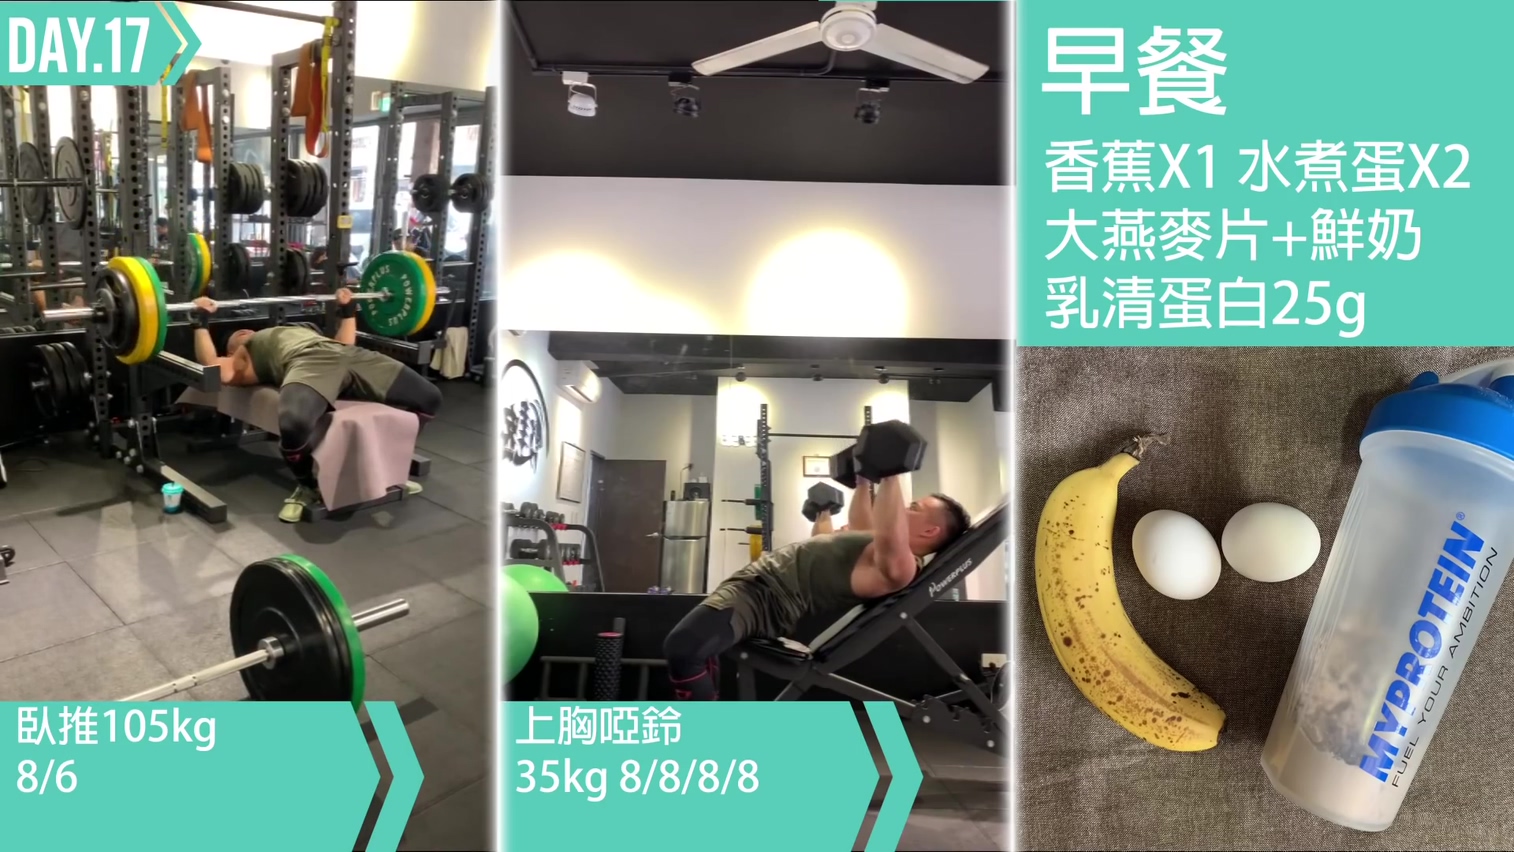 DAY.17
臥推105kg
8/6
POWERPLUS
POWERPLUS
上胸啞鈴
35kg 8/8/8/8
POWERPLUS
早餐
香蕉X1 水煮蛋X2
大燕麥片+鮮奶
乳清蛋白25g
MYPROTEIN®
FUEL YOUR AMBITION